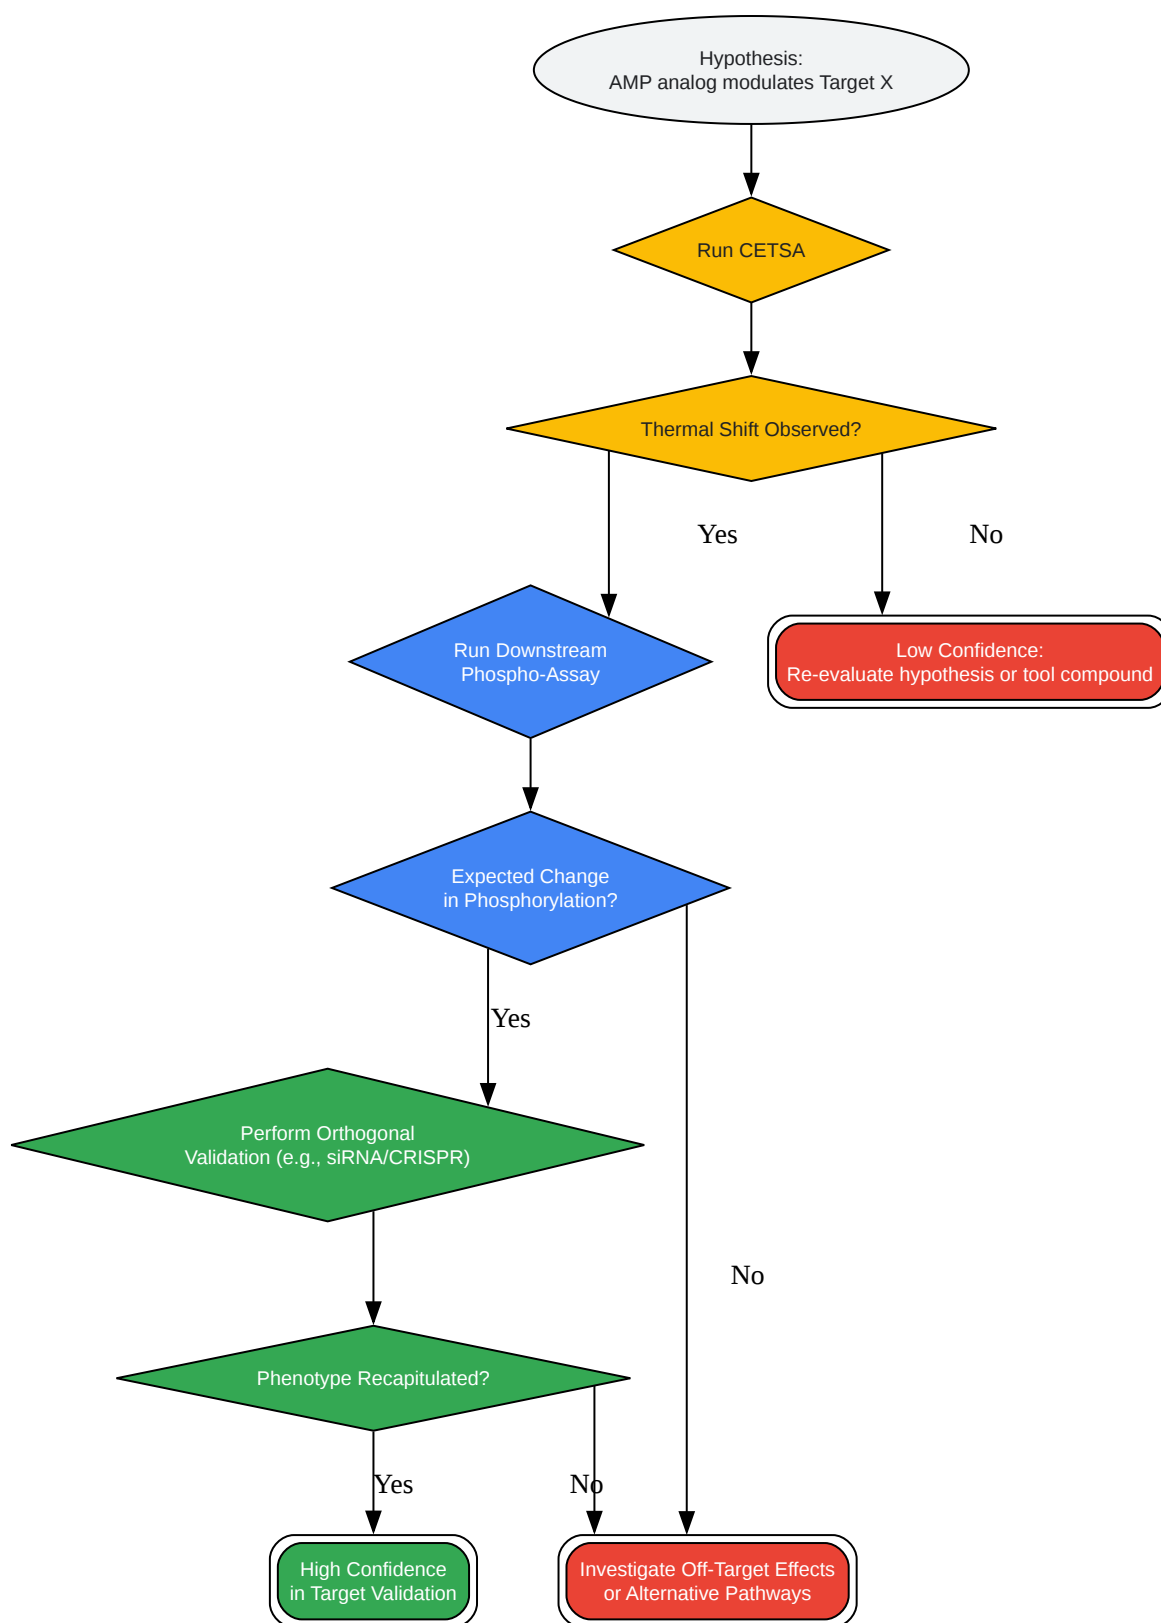 Hypothesis:
AMP analog modulates Target X
Run CETSA
Thermal Shift Observed?
Yes
No
Run Downstream
Phospho-Assay
Low Confidence:
Re-evaluate hypothesis or tool compound
Expected Change
in Phosphorylation?
Yes
Perform Orthogonal
Validation (e.g., siRNA/CRISPR)
No
Phenotype Recapitulated?
Yes
No
High Confidence
in Target Validation
Investigate Off-Target Effects
or Alternative Pathways